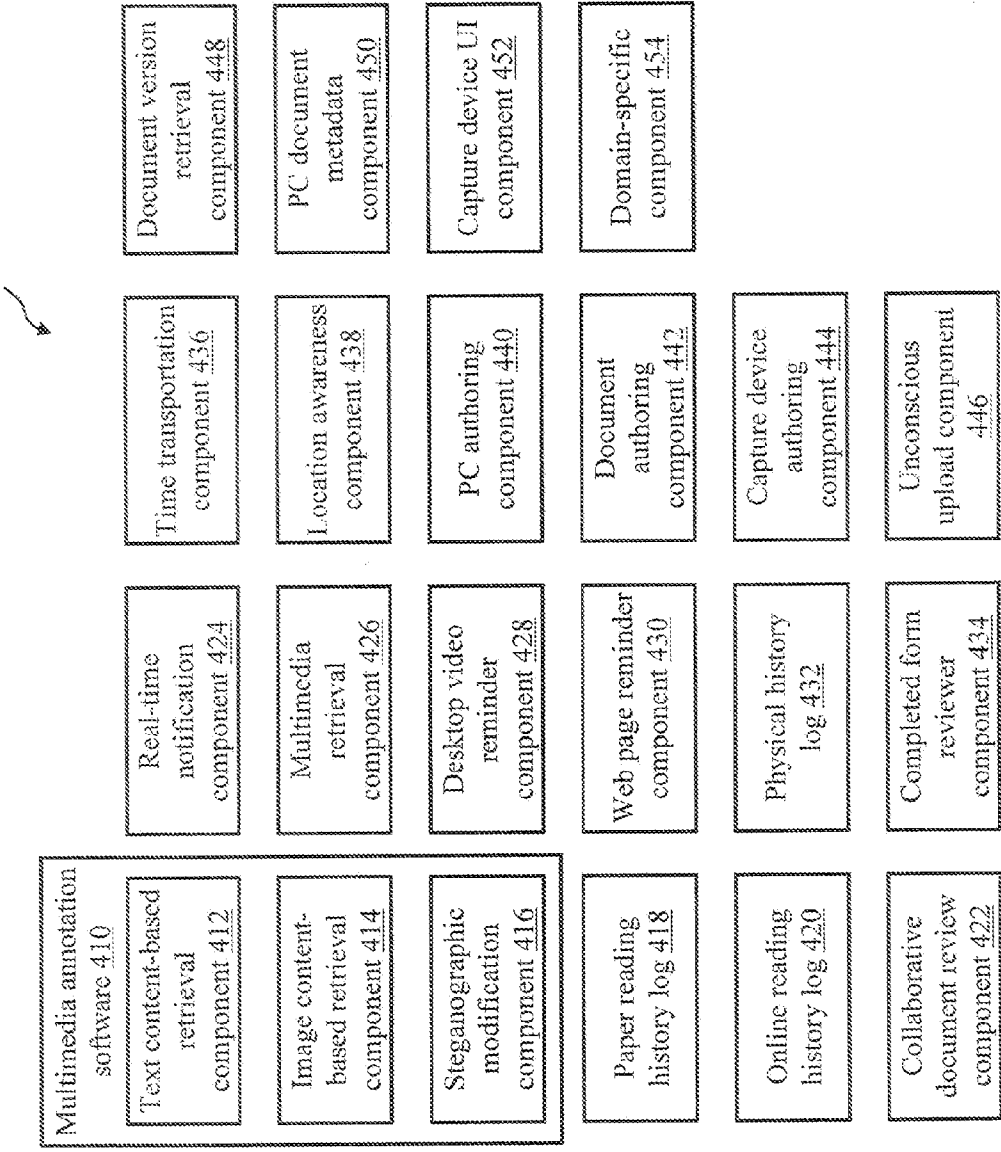 Multimedia annotation
software 410
Text content-based
retrieval
component 412
Image content-
based retrieval
component 414
Steganographic
modification
component 416
Paper reading
history log 418
Online reading
history log 420
Collaborative
document review
component 422
Real-time
notification
component 424
Multimedia
retrieval
component 426
Desktop video
reminder
component 428
Web page reminder
component 430
Physical history
log 432
Completed form
reviewer
component 434
Time transportation
component 436
Location awareness
component 438
PC authoring
component 440
Document
authoring
component 442
Capture device
authoring
component 444
Unconscious
upload component
446
Document version
retrieval
component 448
PC document
metadata
component 450
Capture device UI
component 452
Domain-specific
component 454